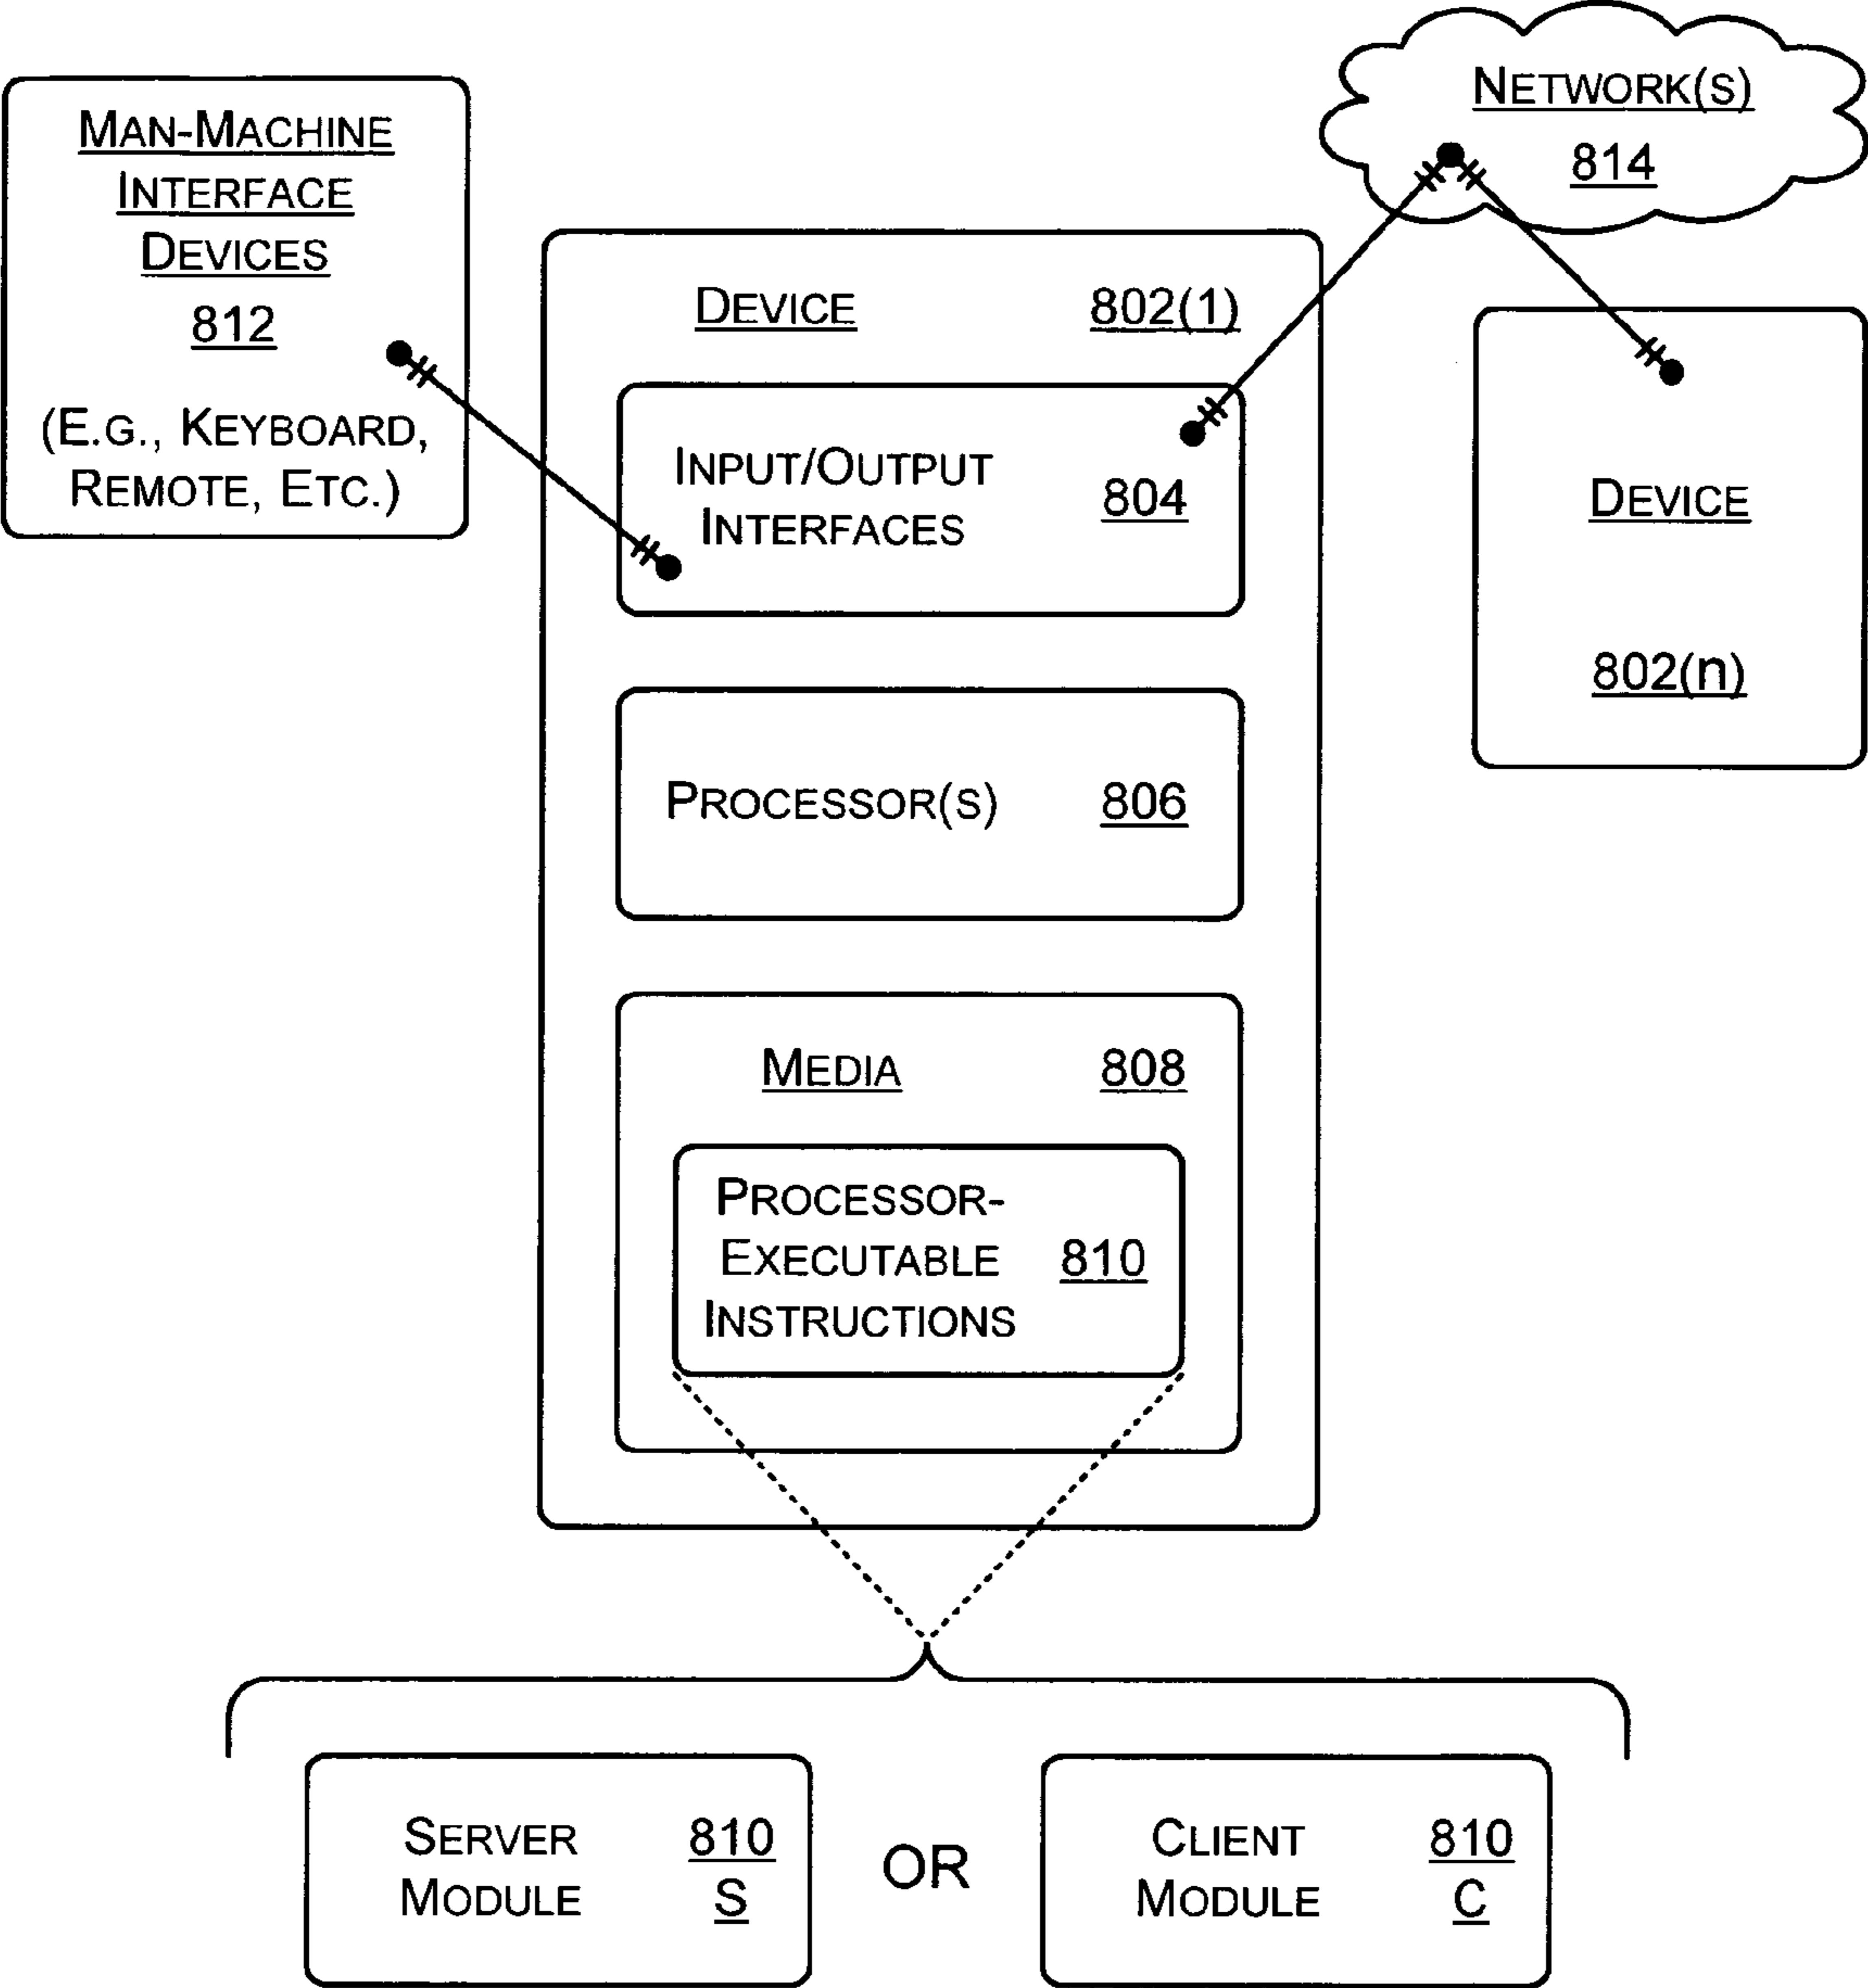 MAN-MACHINE
INTERFACE
DEVICES
812
(E.G., KEYBOARD,
REMOTE, ETC.)
NETWORK(S)
814
DEVICE 802(1)
INPUT/OUTPUT
INTERFACES
804
DEVICE
802(n)
PROCESSOR(S) 806
MEDIA 808
PROCESSOR-
EXECUTABLE 810
INSTRUCTIONS
SERVER 810
MODULE S
OR
CLIENT 810
MODULE C